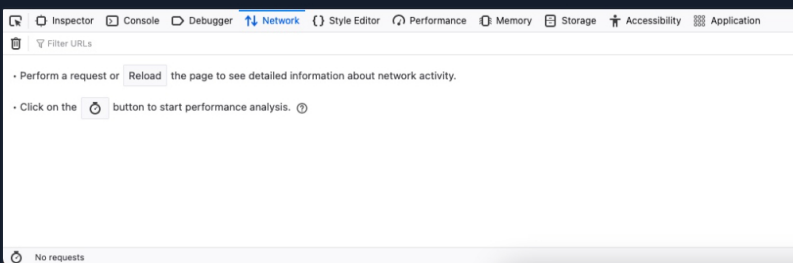 Inspector Console Debugger Network Style Editor Performance Memory Storage Accessibility Application
Filter URLs
• Perform a request or Reload the page to see detailed information about network activity.
• Click on the button to start performance analysis.
No requests